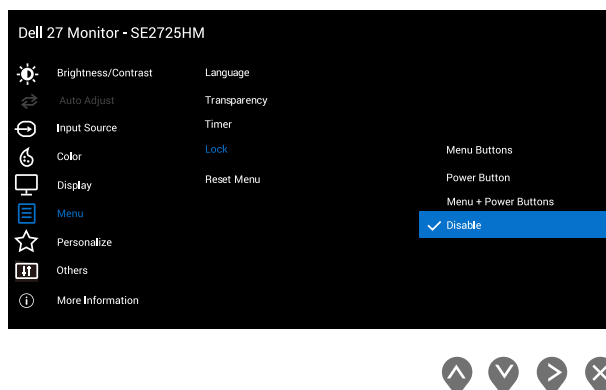 Dell 27 Monitor - SE2725HM
Brightness/Contrast
Auto Adjust
Input Source
Color
Display
Menu
Personalize
Others
More Information
Language
Transparency
Timer
Lock
Reset Menu
Menu Buttons
Power Button
Menu + Power Buttons
Disable